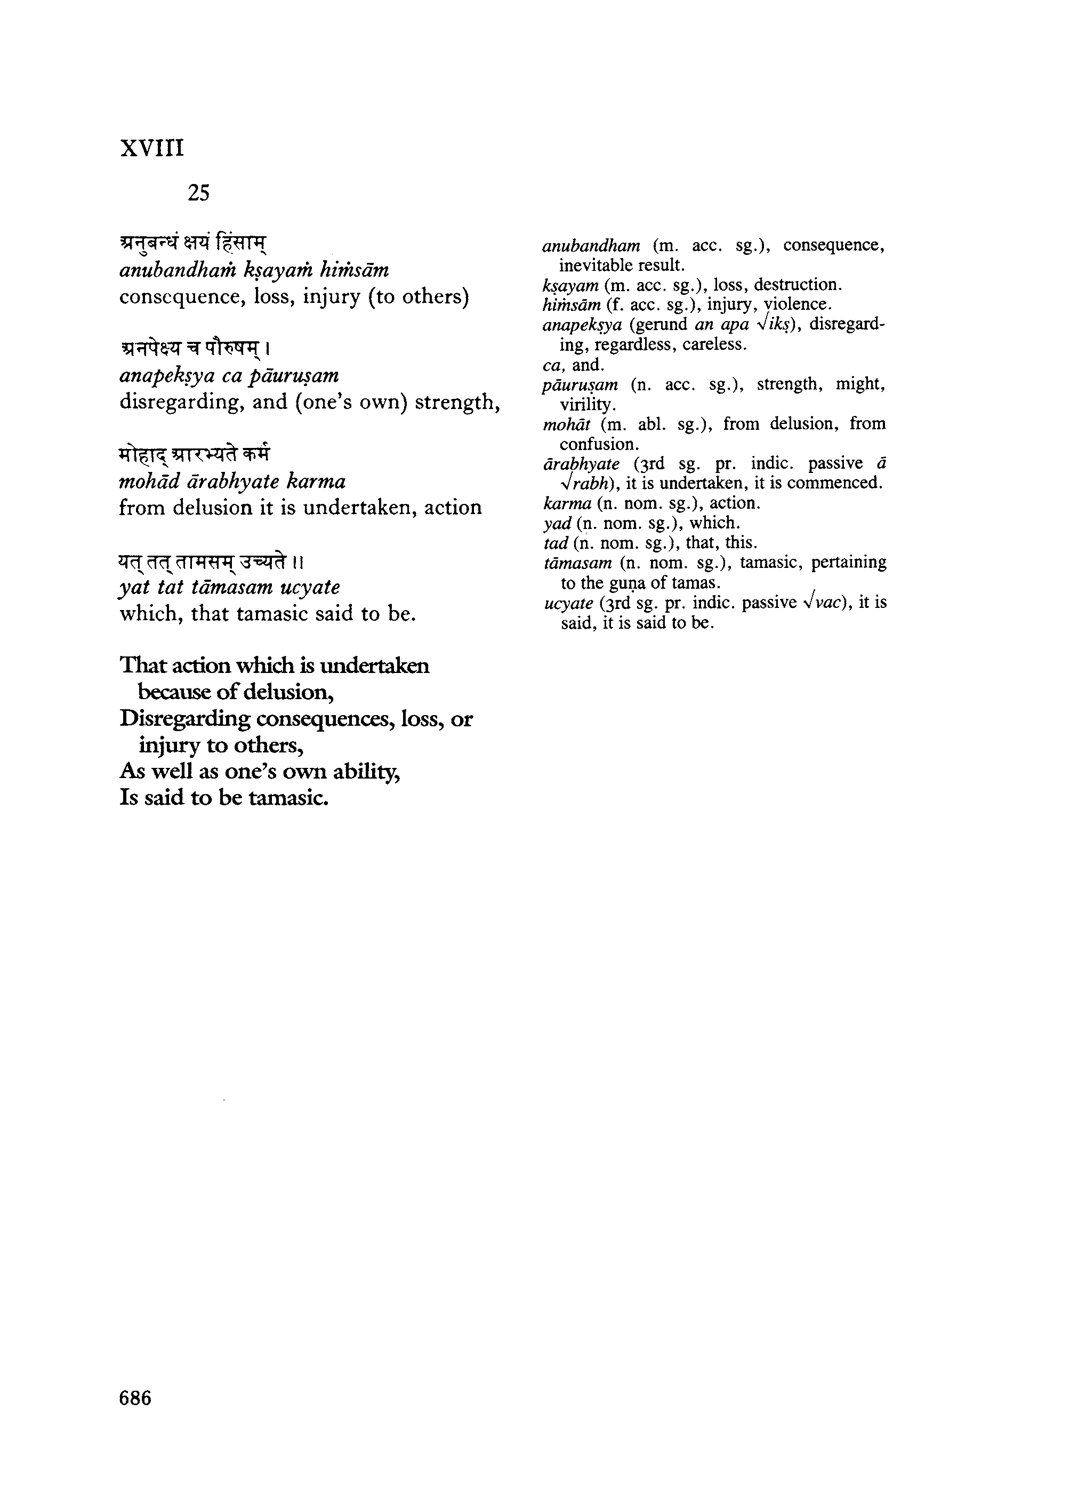 XVIII
25
अनुबन्धं क्षयं हिंसाम्
anubandhaṁ kṣayaṁ hiṁsām
consequence, loss, injury (to others)
अनपेक्ष्य च पौरुषम् ।
anapekṣya ca pāuruṣam
disregarding, and (one's own) strength,
मोहाद् आरभ्यते कर्म
mohād ārabhyate karma
from delusion it is undertaken, action
यत् तत् तामसम् उच्यते ॥
yat tat tāmasam ucyate
which, that tamasic said to be.
That action which is undertaken
because of delusion,
Disregarding consequences, loss, or
injury to others,
As well as one's own ability,
Is said to be tamasic.
anubandham (m. acc. sg.), consequence,
inevitable result.
kṣayam (m. acc. sg.), loss, destruction.
hiṁsām (f. acc. sg.), injury, violence.
anapekṣya (gerund an apa √ikṣ), disregard-
ing, regardless, careless.
ca, and.
pāuruṣam (n. acc. sg.), strength, might,
virility.
mohāt (m. abl. sg.), from delusion, from
confusion.
ārabhyate (3rd sg. pr. indic. passive ā
√rabh), it is undertaken, it is commenced.
karma (n. nom. sg.), action.
yad (n. nom. sg.), which.
tad (n. nom. sg.), that, this.
tāmasam (n. nom. sg.), tamasic, pertaining
to the guṇa of tamas.
ucyate (3rd sg. pr. indic. passive √vac), it is
said, it is said to be.
686